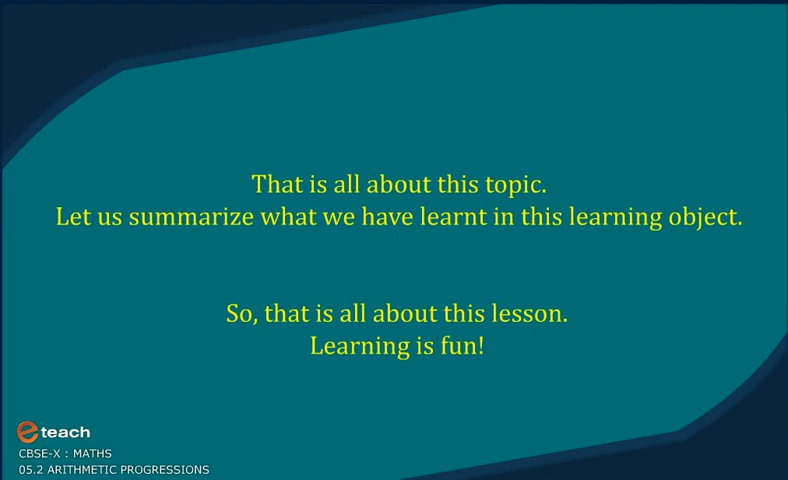 That is all about this topic.
Let us summarize what we have learnt in this learning object.
So, that is all about this lesson.
Learning is fun!
e teach
CBSE-X : MATHS
05.2 ARITHMETIC PROGRESSIONS